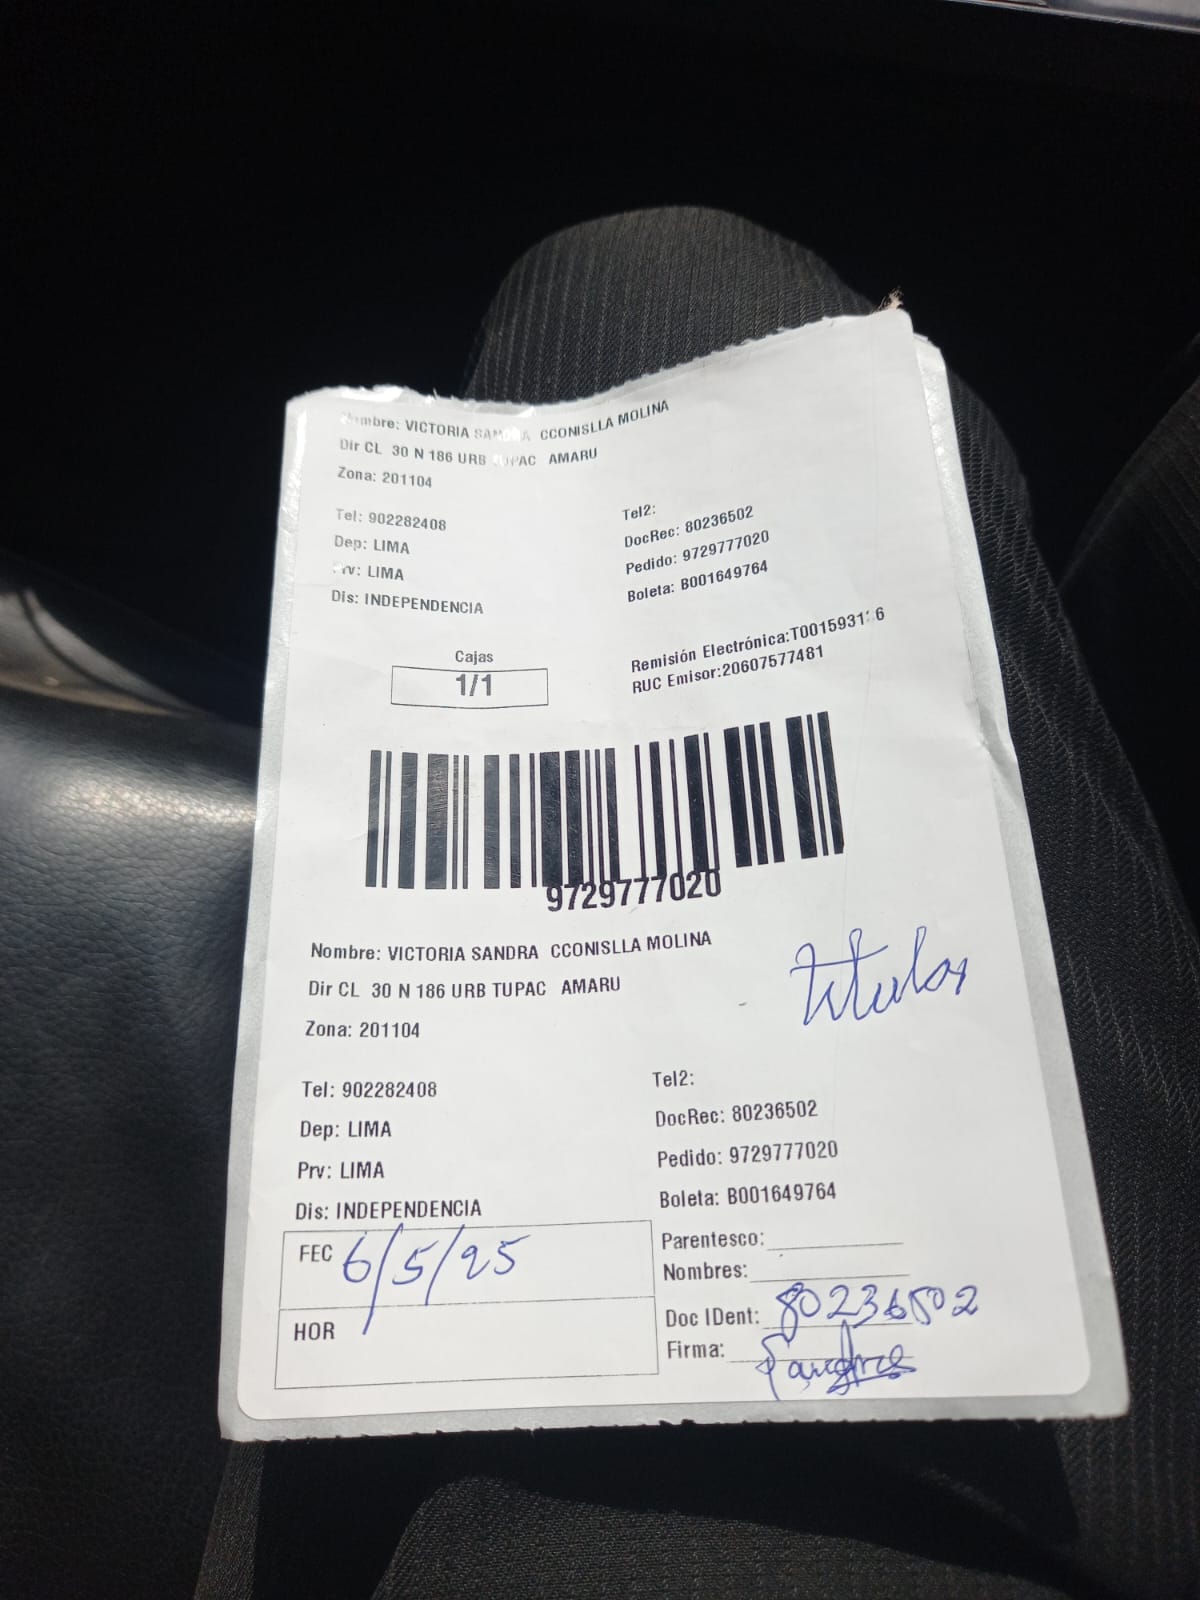 Nombre: VICTORIA SANDRA CCONISLLA MOLINA
Dir CL 30 N 186 URB TUPAC AMARU
Zona: 201104
Tel: 902282408
Tel2:
Dep: LIMA
DocRec: 80236502
Prv: LIMA
Pedido: 9729777020
Dis: INDEPENDENCIA
Boleta: B001649764
Cajas
1/1
Remisión Electrónica:
RUC Emisor:20607577481
9729777020
Nombre: VICTORIA SANDRA CCONISLLA MOLINA
Dir CL 30 N 186 URB TUPAC AMARU
titular
Zona: 201104
Tel: 902282408
Tel2:
Dep: LIMA
DocRec: 80236502
Prv: LIMA
Pedido: 9729777020
Dis: INDEPENDENCIA
Boleta: B001649764
FEC 6/5/25
Parentesco:
Nombres:
HOR
Doc IDent: 80236502
Firma: